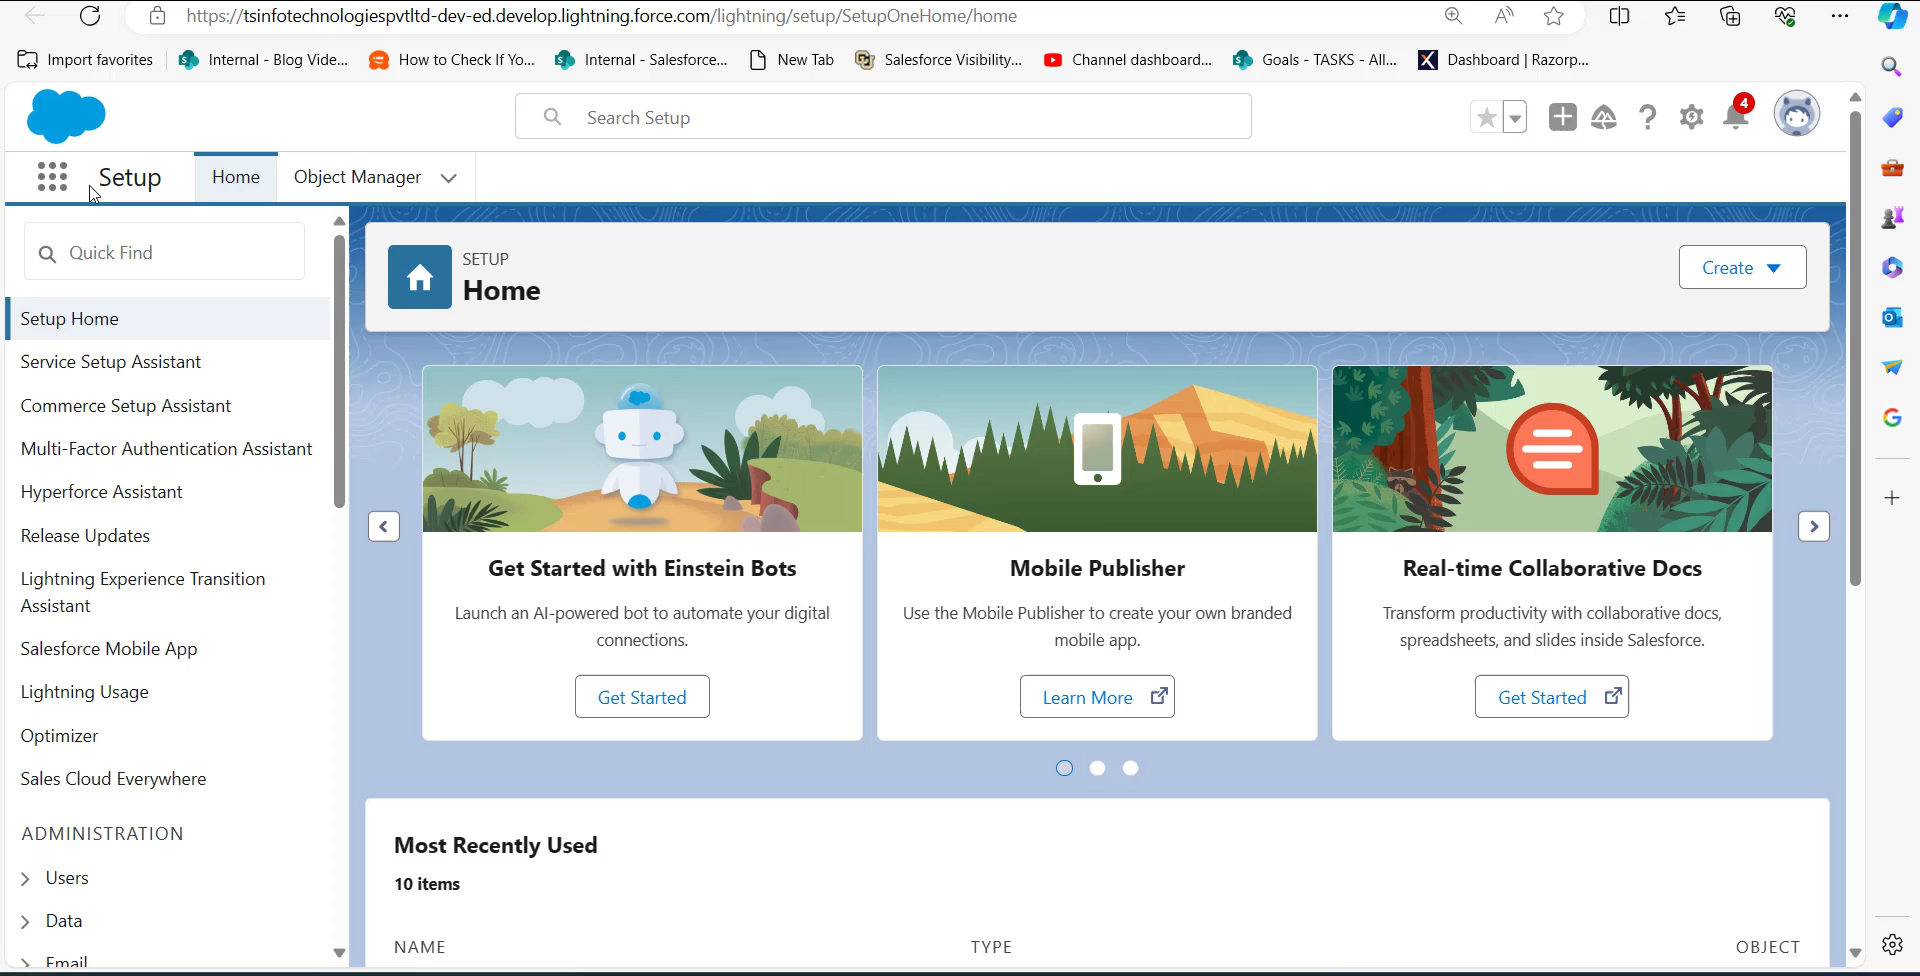 https://tsinfotechnologiespvtltd-dev-ed.develop.lightning.force.com/lightning/setup/SetupOneHome/home
Import favorites
Internal - Blog Vide...
How to Check If Yo...
Internal - Salesforce...
New Tab
Salesforce Visibility...
Channel dashboard...
Goals - TASKS - All...
Dashboard | Razorp...
Search Setup
4
Setup
Home
Object Manager
Quick Find
Setup Home
Service Setup Assistant
Commerce Setup Assistant
Multi-Factor Authentication Assistant
Hyperforce Assistant
Release Updates
Lightning Experience Transition
Assistant
Salesforce Mobile App
Lightning Usage
Optimizer
Sales Cloud Everywhere
ADMINISTRATION
Users
Data
Email
SETUP
Home
Create
Get Started with Einstein Bots
Launch an AI-powered bot to automate your digital
connections.
Get Started
Mobile Publisher
Use the Mobile Publisher to create your own branded
mobile app.
Learn More
Real-time Collaborative Docs
Transform productivity with collaborative docs,
spreadsheets, and slides inside Salesforce.
Get Started
Most Recently Used
10 items
NAME
TYPE
OBJECT